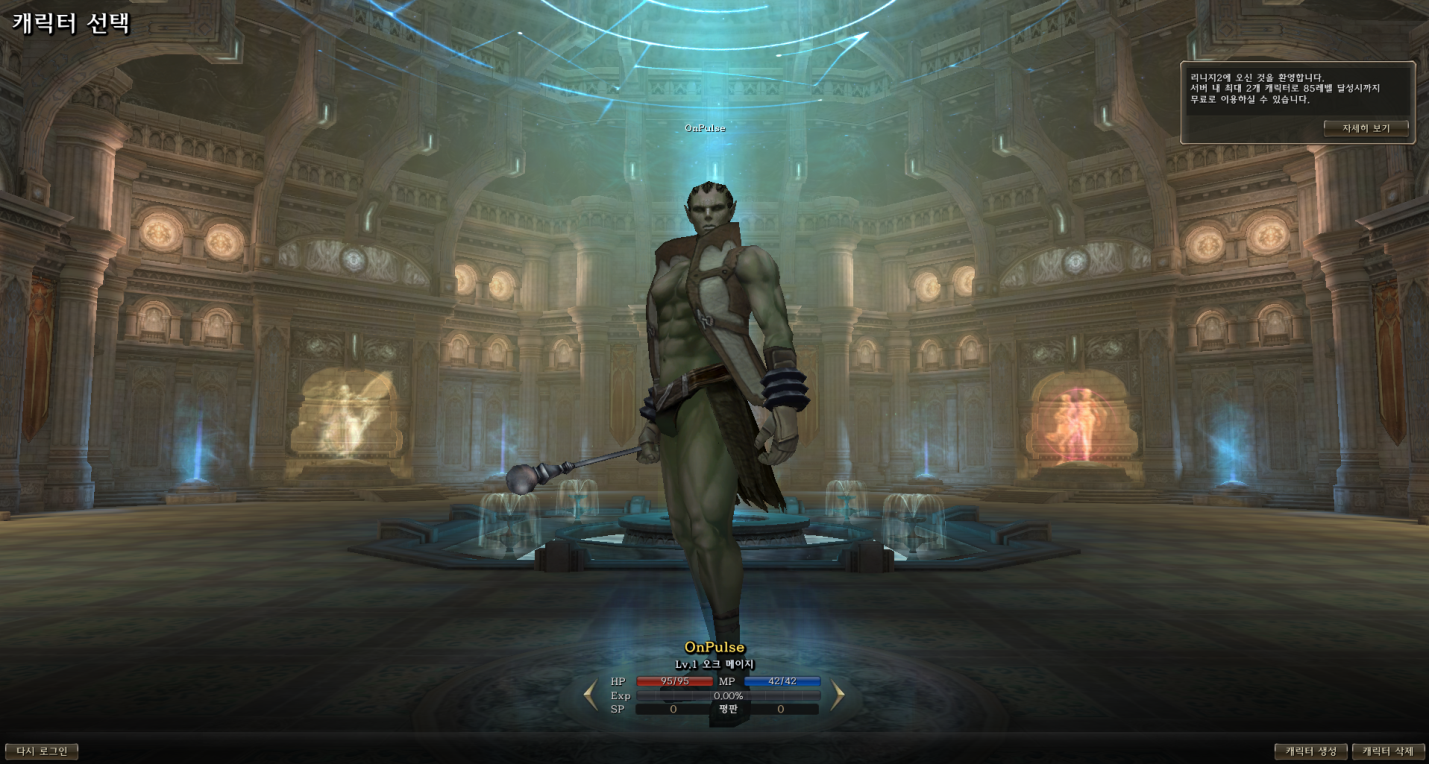 캐릭터 선택
리니지2에 오신 것을 환영합니다.
서버 내 최대 2개 캐릭터로 85레벨 달성시까지
무료로 이용하실 수 있습니다.
자세히 보기
OnPulse
OnPulse
Lv.1 오크 메이지
HP 95/95 MP 42/42
Exp 0.00%
SP 0 평판 0
다시 로그인
캐릭터 생성
캐릭터 삭제